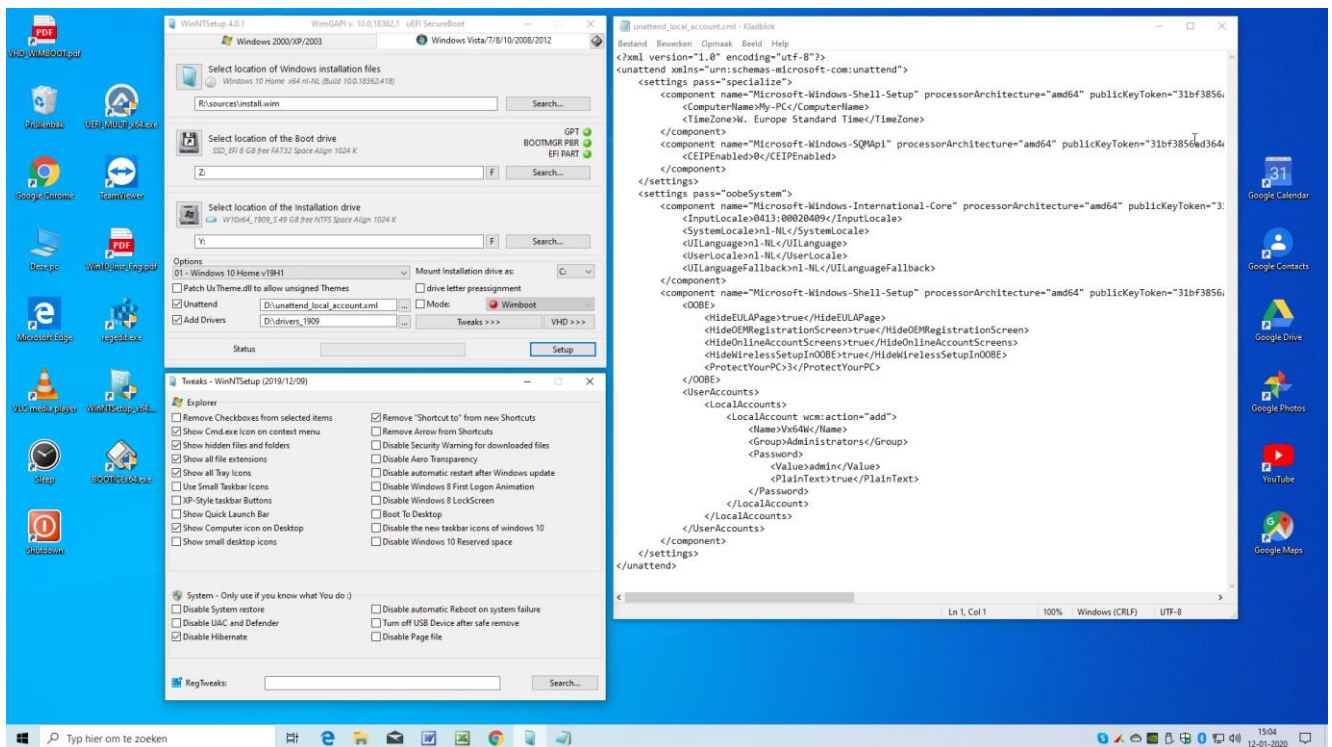 PDF
VHD_WIMBOOT.pdf
Prullenbak
UEFI_MULTI_x64.exe
Google Chrome
TeamViewer
Deze pc
PDF
Win10_Inst_Eng.pdf
Microsoft Edge
regedit.exe
VLC media player
WinNTSetup_x64...
Sleep
BOOTICEx64.exe
Shutdown
WinNTSetup 4.0.1
WimGAPI v. 10.0.18362.1
uEFI SecureBoot
Windows 2000/XP/2003
Windows Vista/7/8/10/2008/2012
Select location of Windows installation files
Windows 10 Home x64 nl-NL (Build 10.0.18362.418)
R:\sources\install.wim
Search...
Select location of the Boot drive
SSD_EFI 8 GB free FAT32 Space Align 1024 K
GPT
BOOTMGR PBR
EFI PART
Z:
F
Search...
Select location of the Installation drive
W10x64_1909_S 49 GB free NTFS Space Align 1024 K
Y:
F
Search...
Options
01 - Windows 10 Home v19H1
Mount Installation drive as:
C:
Patch UxTheme.dll to allow unsigned Themes
drive letter preassignment
Unattend
D:\unattend_local_account.xml
...
Mode:
Wimboot
Add Drivers
D:\drivers_1909
...
Tweaks >>>
VHD >>>
Status
Setup
Tweaks - WinNTSetup (2019/12/09)
Explorer
Remove Checkboxes from selected items
Remove "Shortcut to" from new Shortcuts
Show Cmd.exe Icon on context menu
Remove Arrow from Shortcuts
Show hidden files and folders
Disable Security Warning for downloaded files
Show all file extensions
Disable Aero Transparency
Show all Tray Icons
Disable automatic restart after Windows update
Use Small Taskbar Icons
Disable Windows 8 First Logon Animation
XP-Style taskbar Buttons
Disable Windows 8 LockScreen
Show Quick Launch Bar
Boot To Desktop
Show Computer icon on Desktop
Disable the new taskbar icons of windows 10
Show small desktop icons
Disable Windows 10 Reserved space
System - Only use if you know what You do :)
Disable System restore
Disable automatic Reboot on system failure
Disable UAC and Defender
Turn off USB Device after safe remove
Disable Hibernate
Disable Page file
RegTweaks:
Search...
unattend_local_account.xml - Kladblok
Bestand Bewerken Opmaak Beeld Help
<?xml version="1.0" encoding="utf-8"?>
<unattend xmlns="urn:schemas-microsoft-com:unattend">
<settings pass="specialize">
<component name="Microsoft-Windows-Shell-Setup" processorArchitecture="amd64" publicKeyToken="31bf3856
<ComputerName>My-PC</ComputerName>
<TimeZone>W. Europe Standard Time</TimeZone>
</component>
<component name="Microsoft-Windows-SQMApi" processorArchitecture="amd64" publicKeyToken="31bf3856ad364
<CEIPEnabled>0</CEIPEnabled>
</component>
</settings>
<settings pass="oobeSystem">
<component name="Microsoft-Windows-International-Core" processorArchitecture="amd64" publicKeyToken="3
<InputLocale>0413:00020409</InputLocale>
<SystemLocale>nl-NL</SystemLocale>
<UILanguage>nl-NL</UILanguage>
<UserLocale>nl-NL</UserLocale>
<UILanguageFallback>nl-NL</UILanguageFallback>
</component>
<component name="Microsoft-Windows-Shell-Setup" processorArchitecture="amd64" publicKeyToken="31bf3856
<OOBE>
<HideEULAPage>true</HideEULAPage>
<HideOEMRegistrationScreen>true</HideOEMRegistrationScreen>
<HideOnlineAccountScreens>true</HideOnlineAccountScreens>
<HideWirelessSetupInOOBE>true</HideWirelessSetupInOOBE>
<ProtectYourPC>3</ProtectYourPC>
</OOBE>
<UserAccounts>
<LocalAccounts>
<LocalAccount wcm:action="add">
<Name>Vx64W</Name>
<Group>Administrators</Group>
<Password>
<Value>admin</Value>
<PlainText>true</PlainText>
</Password>
</LocalAccount>
</LocalAccounts>
</UserAccounts>
</component>
</settings>
</unattend>
Ln 1, Col 1
100%
Windows (CRLF)
UTF-8
31
Google Calendar
Google Contacts
Google Drive
Google Photos
YouTube
Google Maps
Typ hier om te zoeken
15:04
12-01-2020